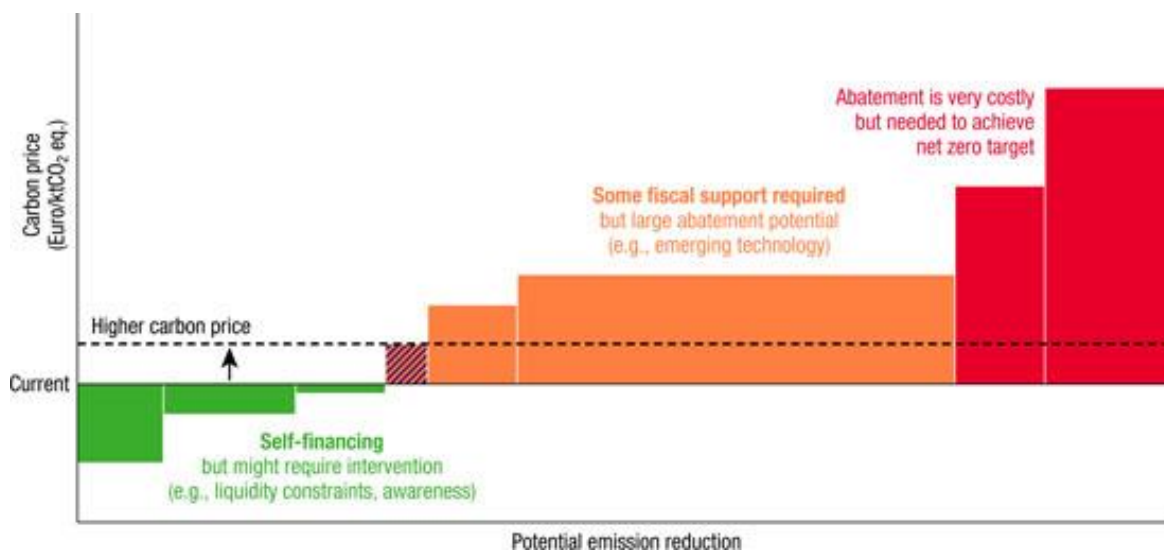 Abatement is very costly
but needed to achieve
net zero target
Carbon price
(Euro/ktCO₂ eq.)
Some fiscal support required
but large abatement potential
(e.g., emerging technology)
Higher carbon price
Current
Self-financing
but might require intervention
(e.g., liquidity constraints, awareness)
Potential emission reduction